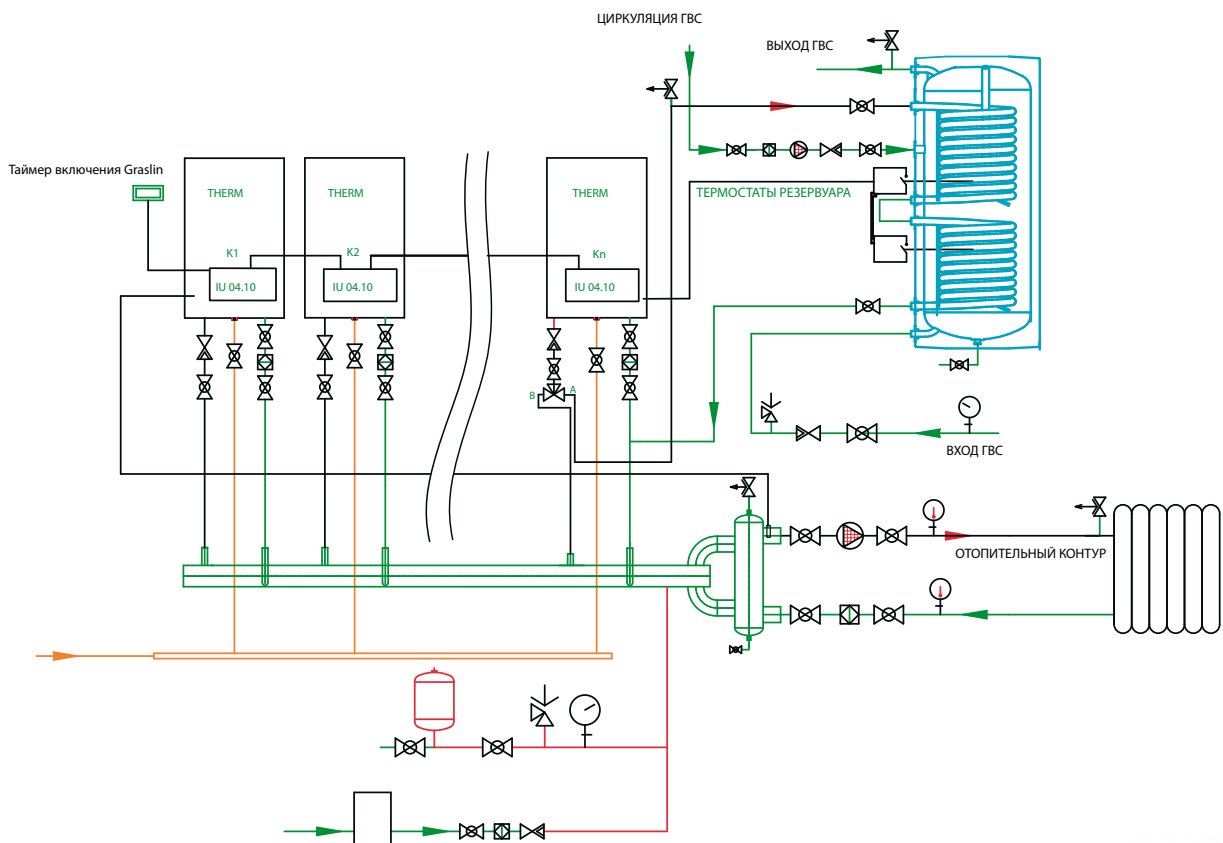 ЦИРКУЛЯЦИЯ ГВС
ВЫХОД ГВС
Таймер включения Graslin
THERM
THERM
THERM
ТЕРМОСТАТЫ РЕЗЕРВУАРА
K1
K2
Kn
IU 04.10
IU 04.10
IU 04.10
B
A
ВХОД ГВС
ОТОПИТЕЛЬНЫЙ КОНТУР